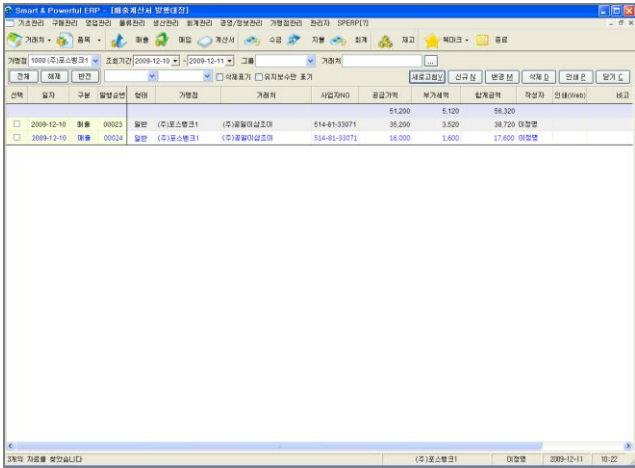 Smart & Powerful ERP - [매출계산서 발행대장]
기초관리 구매관리 영업관리 물류관리 생산관리 회계관리 경영/정보관리 가맹점관리 관리자 SPERP[?]
거래처 품목 매출 매입 계산서 수금 지불 회계 재고 북마크 종료
가맹점 1000 (주)포스뱅크1 조회기간 2009-12-10 ~ 2009-12-11 그룹 거래처 ...
전체 해제 반전 삭제표기 유지보수만 표기 새로고침V 신규N 변경M 삭제D 인쇄P 닫기C
선택 일자 구분 발행순번 형태 가맹점 거래처 사업자NO 공급가액 부가세액 합계금액 작성자 인쇄(Web) 비고
51,200 5,120 56,320
2009-12-10 매출 00023 일반 (주)포스뱅크1 (주)공일이삼조이 514-81-33071 35,200 3,520 38,720 이정명
2009-12-10 매출 00024 일반 (주)포스뱅크1 (주)공일이삼조이 514-81-33071 16,000 1,600 17,600 이정명
3개의 자료를 찾았습니다 (주)포스뱅크1 이정명 2009-12-11 10:22